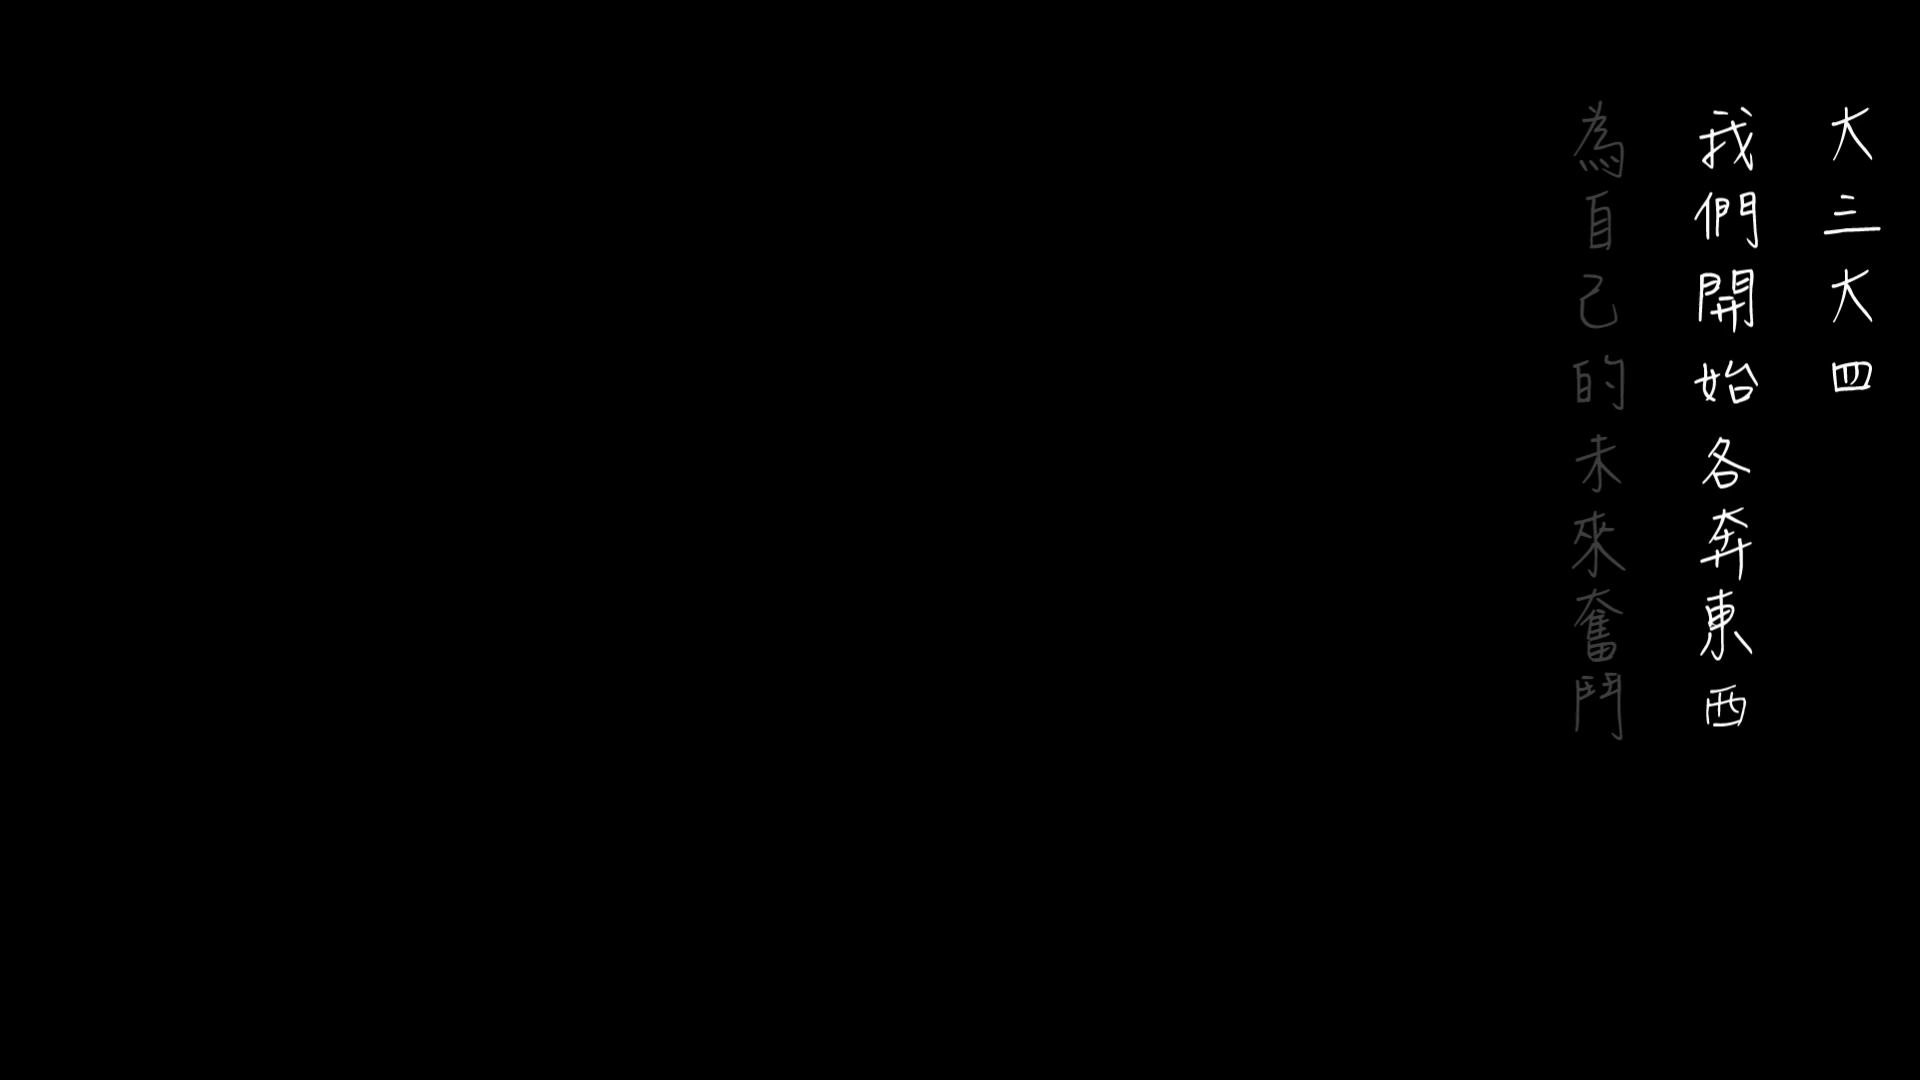 大三大四
我們開始各奔東西
為自己的未來奮鬥